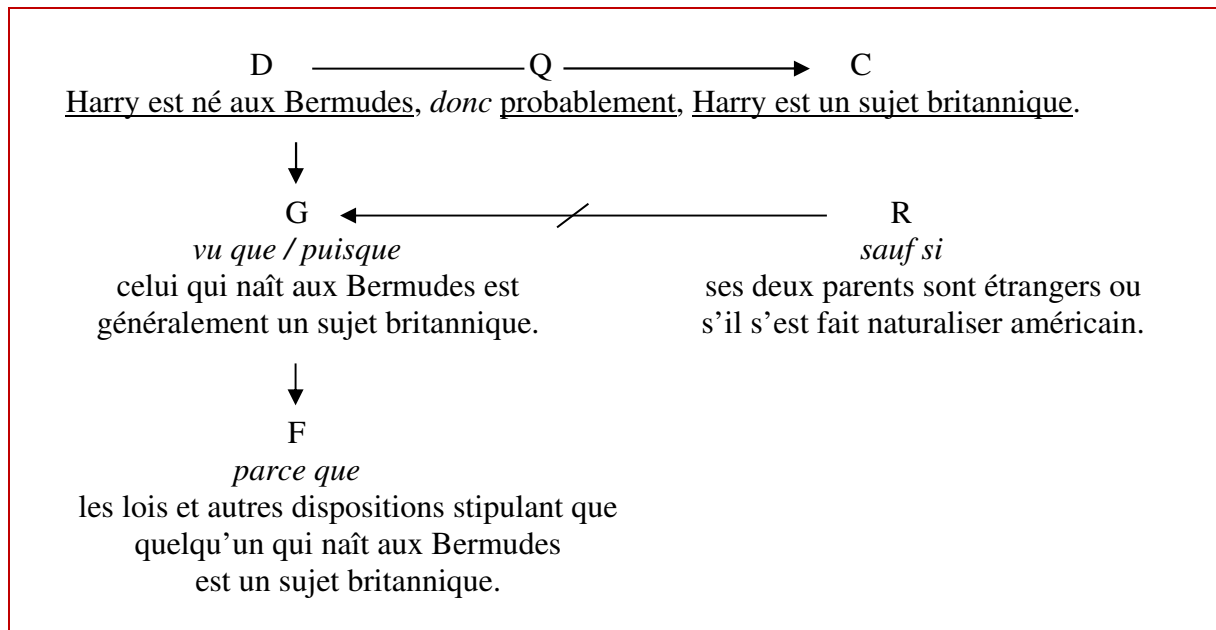 D Q C
Harry est né aux Bermudes, donc probablement, Harry est un sujet britannique.
G R
vu que / puisque sauf si
celui qui naît aux Bermudes est ses deux parents sont étrangers ou
généralement un sujet britannique. s'il s'est fait naturaliser américain.
F
parce que
les lois et autres dispositions stipulant que
quelqu'un qui naît aux Bermudes
est un sujet britannique.